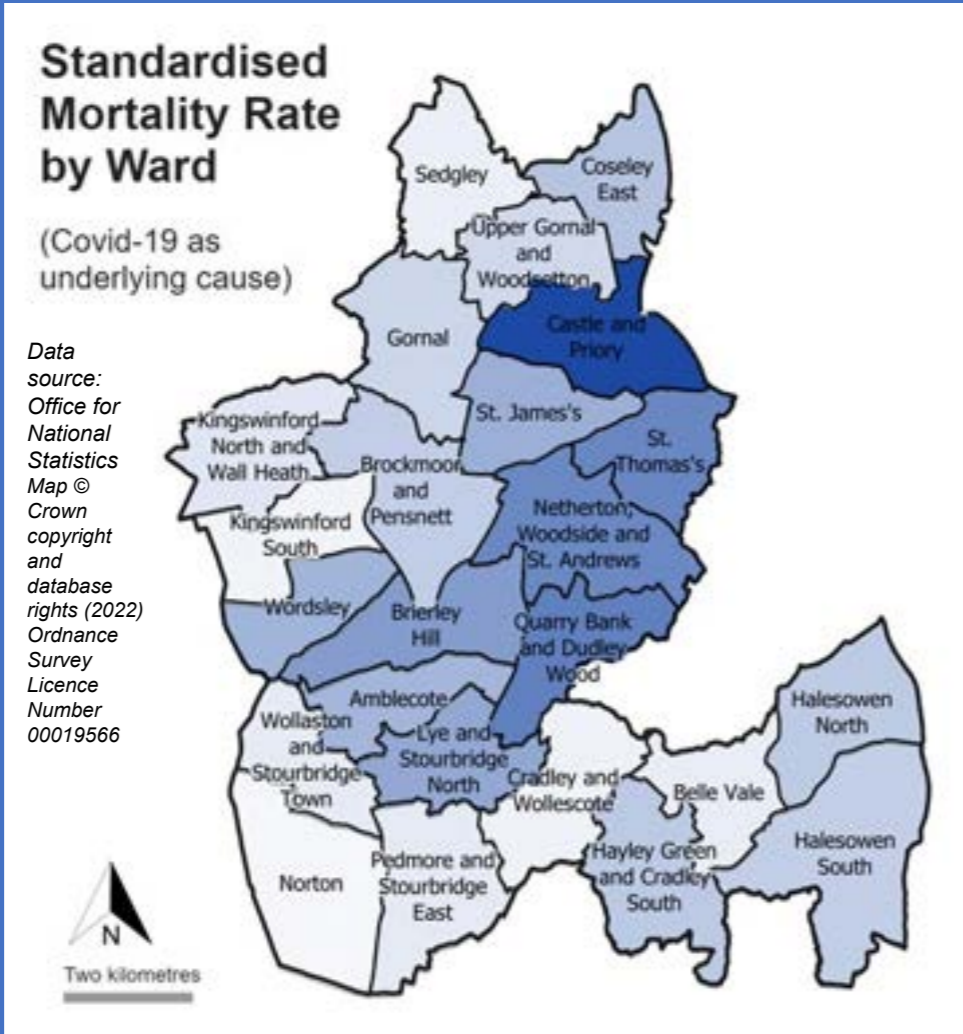 Standardised
Mortality Rate
by Ward
(Covid-19 as
underlying cause)
Data
source:
Office for
National
Statistics
Map ©
Crown
copyright
and
database
rights (2022)
Ordnance
Survey
Licence
Number
00019566
Sedgley
Coseley
East
Upper Gornal
and
Woodsetton
Castle and
Priory
Gornal
St. James's
St.
Thomas's
Kingswinford
North and
Wall Heath
Brockmoor
and
Pensnett
Kingswinford
South
Netherton,
Woodside and
St. Andrews
Wordsley
Brierley
Hill
Quarry Bank
and Dudley
Wood
Amblecote
Wollaston
and
Stourbridge
Town
Lye and
Stourbridge
North
Cradley and
Wollescote
Belle Vale
Halesowen
North
Halesowen
South
Hayley Green
and Cradley
South
Norton
Pedmore and
Stourbridge
East
N
Two kilometres